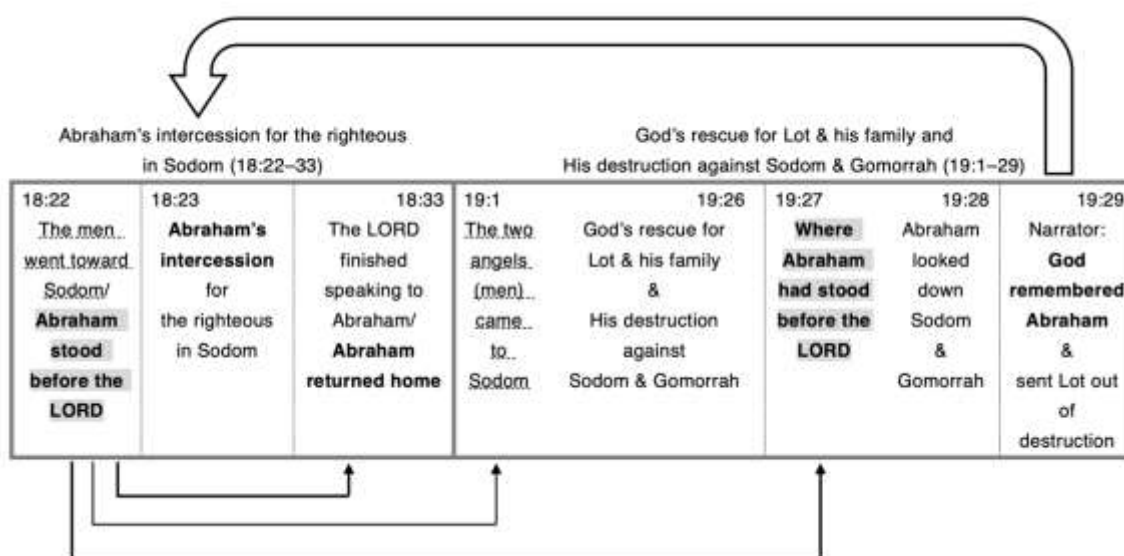 Abraham's intercession for the righteous
in Sodom (18:22–33)
God's rescue for Lot & his family and
His destruction against Sodom & Gomorrah (19:1–29)
18:22
The men
went toward
Sodom/
Abraham
stood
before the
LORD
18:23
Abraham's
intercession
for
the righteous
in Sodom
18:33
The LORD
finished
speaking to
Abraham/
Abraham
returned home
19:1
The two
angels
(men)
came
to
Sodom
19:26
God's rescue for
Lot & his family
&
His destruction
against
Sodom & Gomorrah
19:27
Where
Abraham
had stood
before the
LORD
19:28
Abraham
looked
down
Sodom
&
Gomorrah
19:29
Narrator:
God
remembered
Abraham
&
sent Lot out
of
destruction